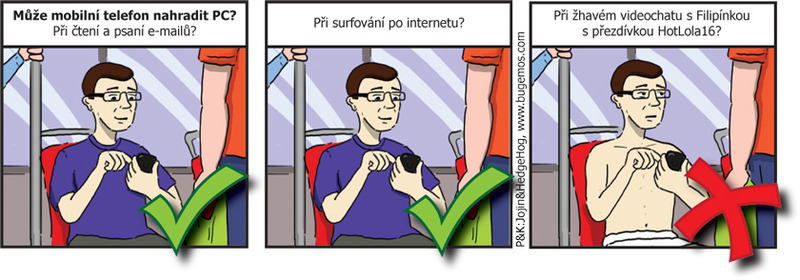 Může mobilní telefon nahradit PC?
Při čtení a psaní e-mailů?
Při surfování po internetu?
Při žhavém videochatu s Filipínkou
s přezdívkou HotLola16?
P&K:Jojin&HedgeHog, www.bugemos.com